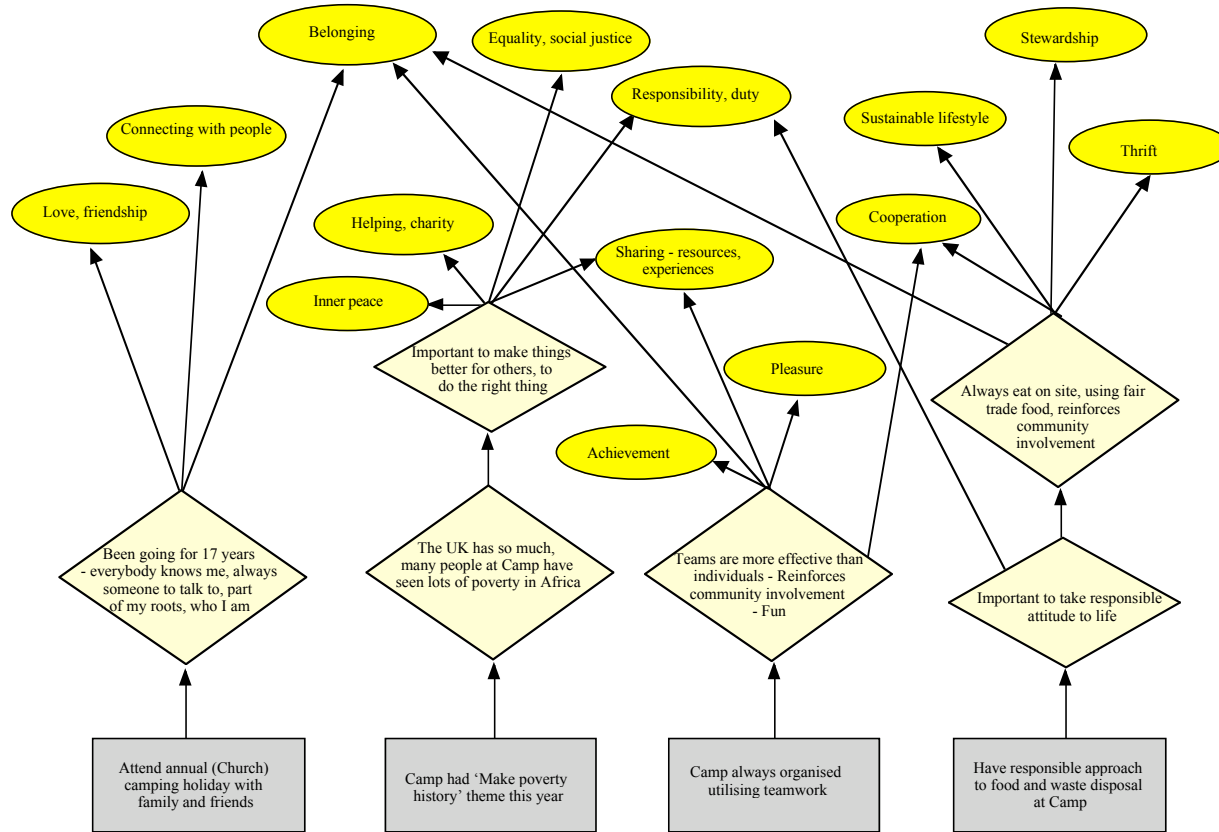 Belonging
Equality, social justice
Stewardship
Responsibility, duty
Connecting with people
Sustainable lifestyle
Thrift
Love, friendship
Helping, charity
Cooperation
Sharing - resources,
experiences
Inner peace
Important to make things
better for others, to
do the right thing
Pleasure
Always eat on site, using fair
trade food, reinforces
community
involvement
Achievement
Been going for 17 years
- everybody knows me, always
someone to talk to, part
of my roots, who I am
The UK has so much,
many people at Camp have
seen lots of poverty in Africa
Teams are more effective than
individuals - Reinforces
community involvement
- Fun
Important to take responsible
attitude to life
Attend annual (Church)
camping holiday with
family and friends
Camp had ‘Make poverty
history’ theme this year
Camp always organised
utilising teamwork
Have responsible approach
to food and waste disposal
at Camp